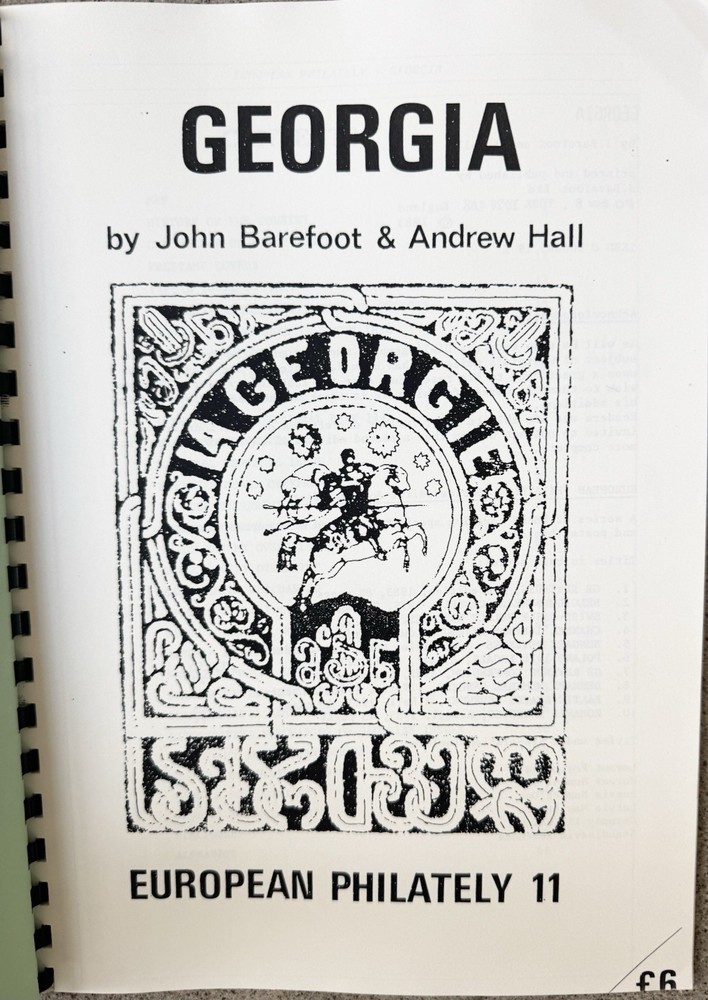 GEORGIA
by John Barefoot & Andrew Hall
LA GEORGIE
EUROPEAN PHILATELY 11
£6